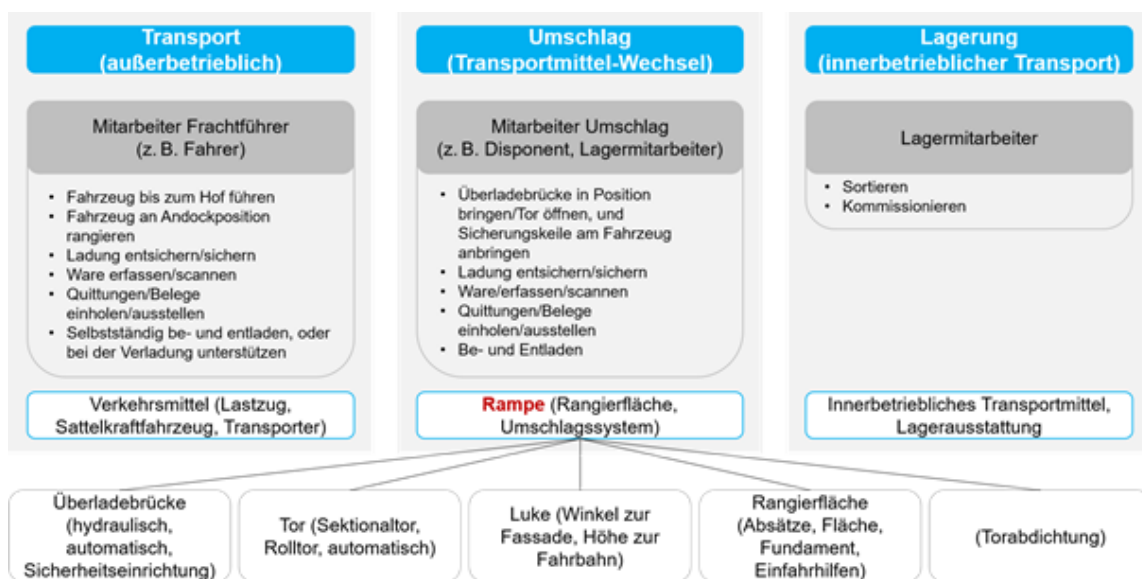 Transport
(außerbetrieblich)
Mitarbeiter Frachtführer
(z. B. Fahrer)
• Fahrzeug bis zum Hof führen
• Fahrzeug an Andockposition
rangieren
• Ladung entsichern/sichern
• Ware erfassen/scannen
• Quittungen/Belege
einholen/ausstellen
• Selbstständig be- und entladen, oder
bei der Verladung unterstützen
Verkehrsmittel (Lastzug,
Sattelkraftfahrzeug, Transporter)
Umschlag
(Transportmittel-Wechsel)
Mitarbeiter Umschlag
(z. B. Disponent, Lagermitarbeiter)
• Überladebrücke in Position
bringen/Tor öffnen, und
Sicherungskeile am Fahrzeug
anbringen
• Ladung entsichern/sichern
• Ware/erfassen/scannen
• Quittungen/Belege
einholen/ausstellen
• Be- und Entladen
Rampe (Rangierfläche,
Umschlagssystem)
Lagerung
(innerbetrieblicher Transport)
Lagermitarbeiter
• Sortieren
• Kommissionieren
Innerbetriebliches Transportmittel,
Lagerausstattung
Überladebrücke
(hydraulisch,
automatisch,
Sicherheitseinrichtung)
Tor (Sektionaltor,
Rolltor, automatisch)
Luke (Winkel zur
Fassade, Höhe zur
Fahrbahn)
Rangierfläche
(Absätze, Fläche,
Fundament,
Einfahrhilfen)
(Torabdichtung)